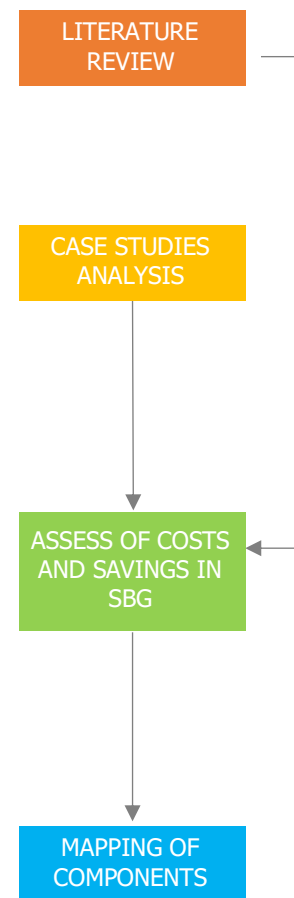 LITERATURE
REVIEW
CASE STUDIES
ANALYSIS
ASSESS OF COSTS
AND SAVINGS IN
SBG
MAPPING OF
COMPONENTS